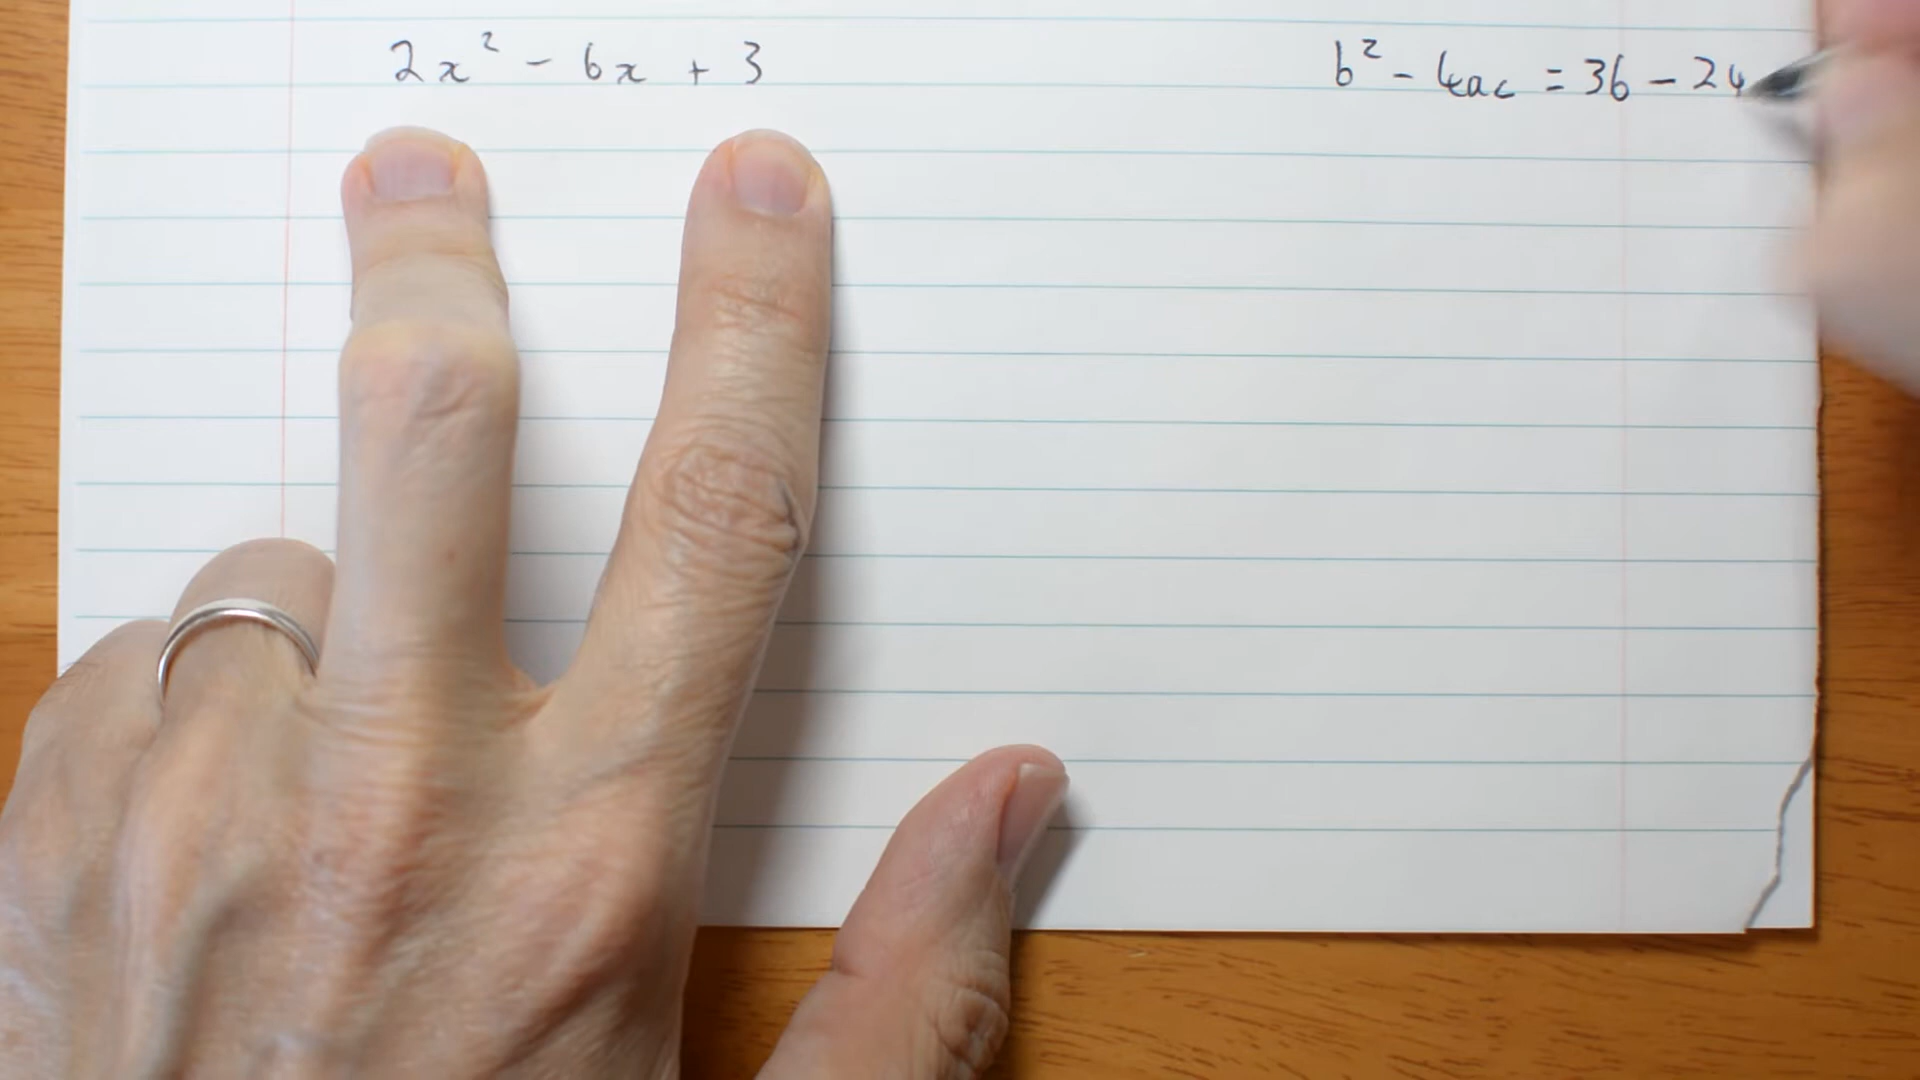 2x² - 6x + 3
b² - 4ac = 36 - 24